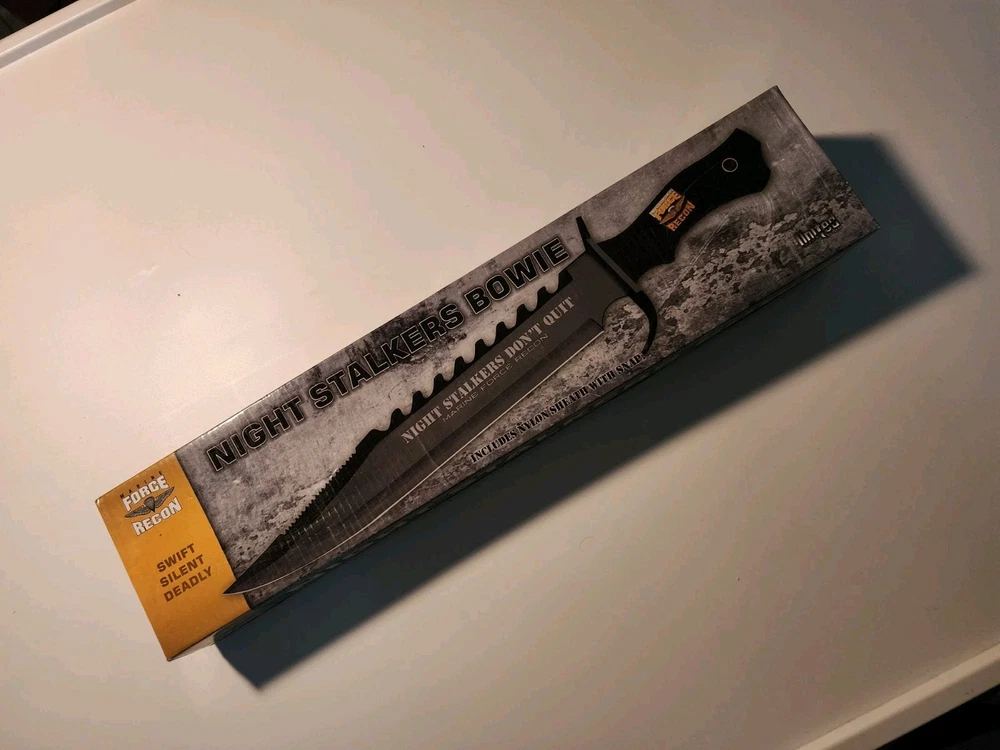 NIGHT STALKERS BOWIE
NIGHT STALKERS DON'T QUIT
MARINE FORCE RECON
INCLUDES NYLON SHEATH WITH SNAP
FORCE
RECON
MARINE
FORCE
RECON
SWIFT
SILENT
DEADLY